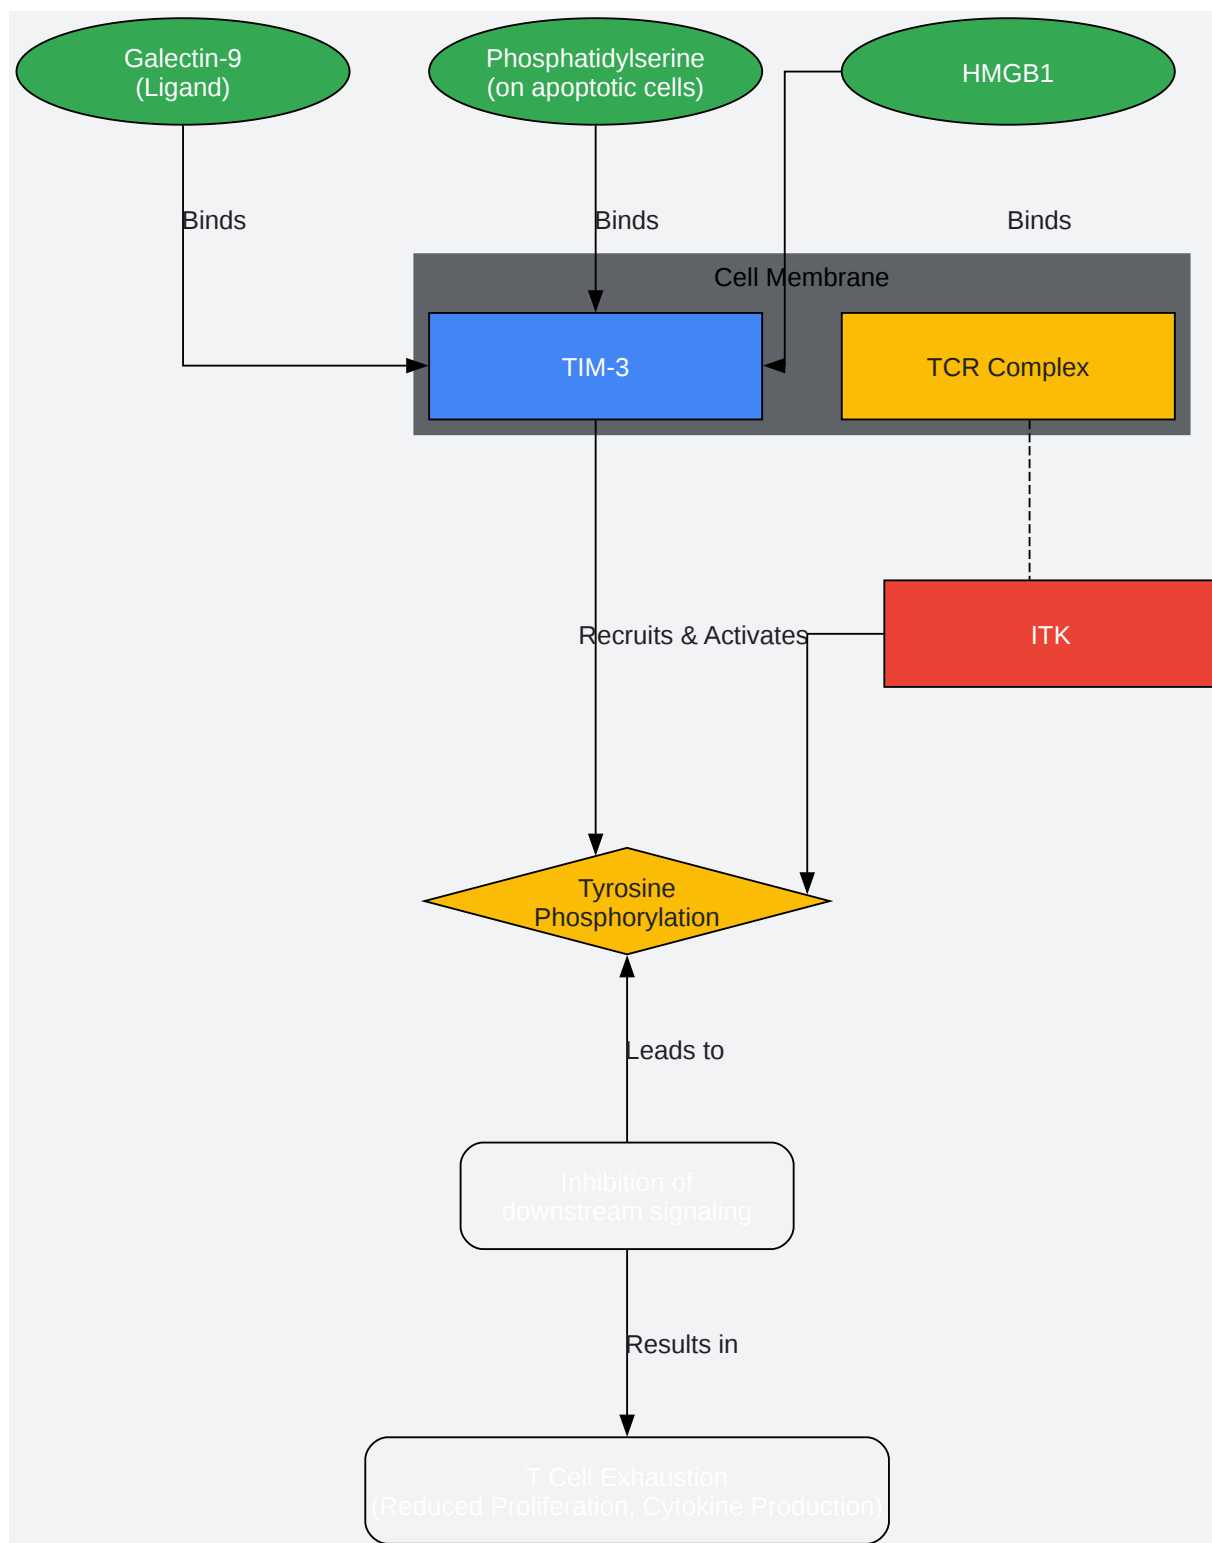 Galectin-9
(Ligand)
Phosphatidylserine
(on apoptotic cells)
HMGB1
Binds
Binds
Binds
Cell Membrane
TIM-3
TCR Complex
Recruits & Activates
ITK
Tyrosine
Phosphorylation
Leads to
Inhibition of
downstream signaling
Results in
T Cell Exhaustion
(Reduced Proliferation, Cytokine Production)